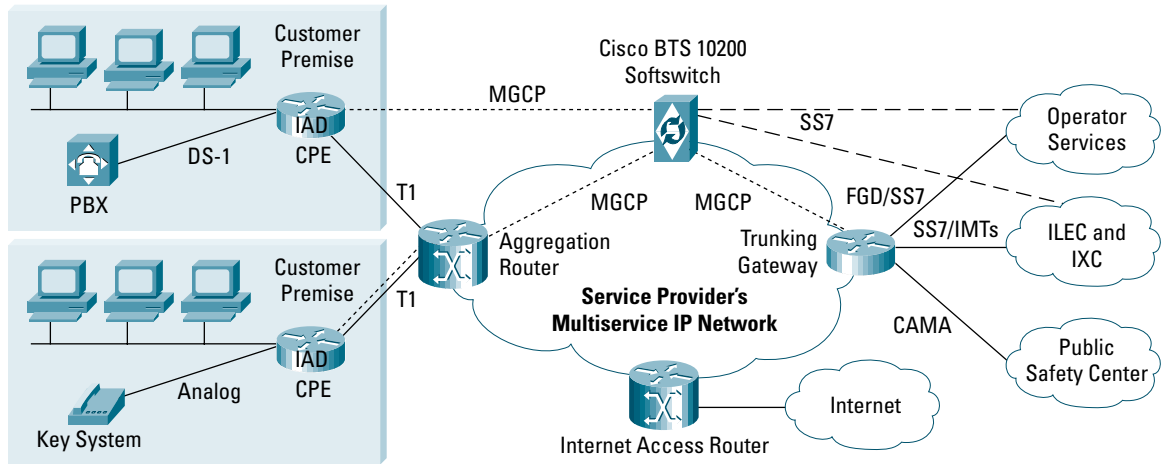 Customer
Premise
IAD
CPE
DS-1
PBX
T1
Customer
Premise
IAD
CPE
T1
Analog
Key System
MGCP
Cisco BTS 10200
Softswitch
SS7
MGCP
MGCP
Aggregation
Router
Trunking
Gateway
Service Provider's
Multiservice IP Network
FGD/SS7
SS7/IMTs
CAMA
Operator
Services
ILEC and
IXC
Public
Safety Center
Internet
Internet Access Router